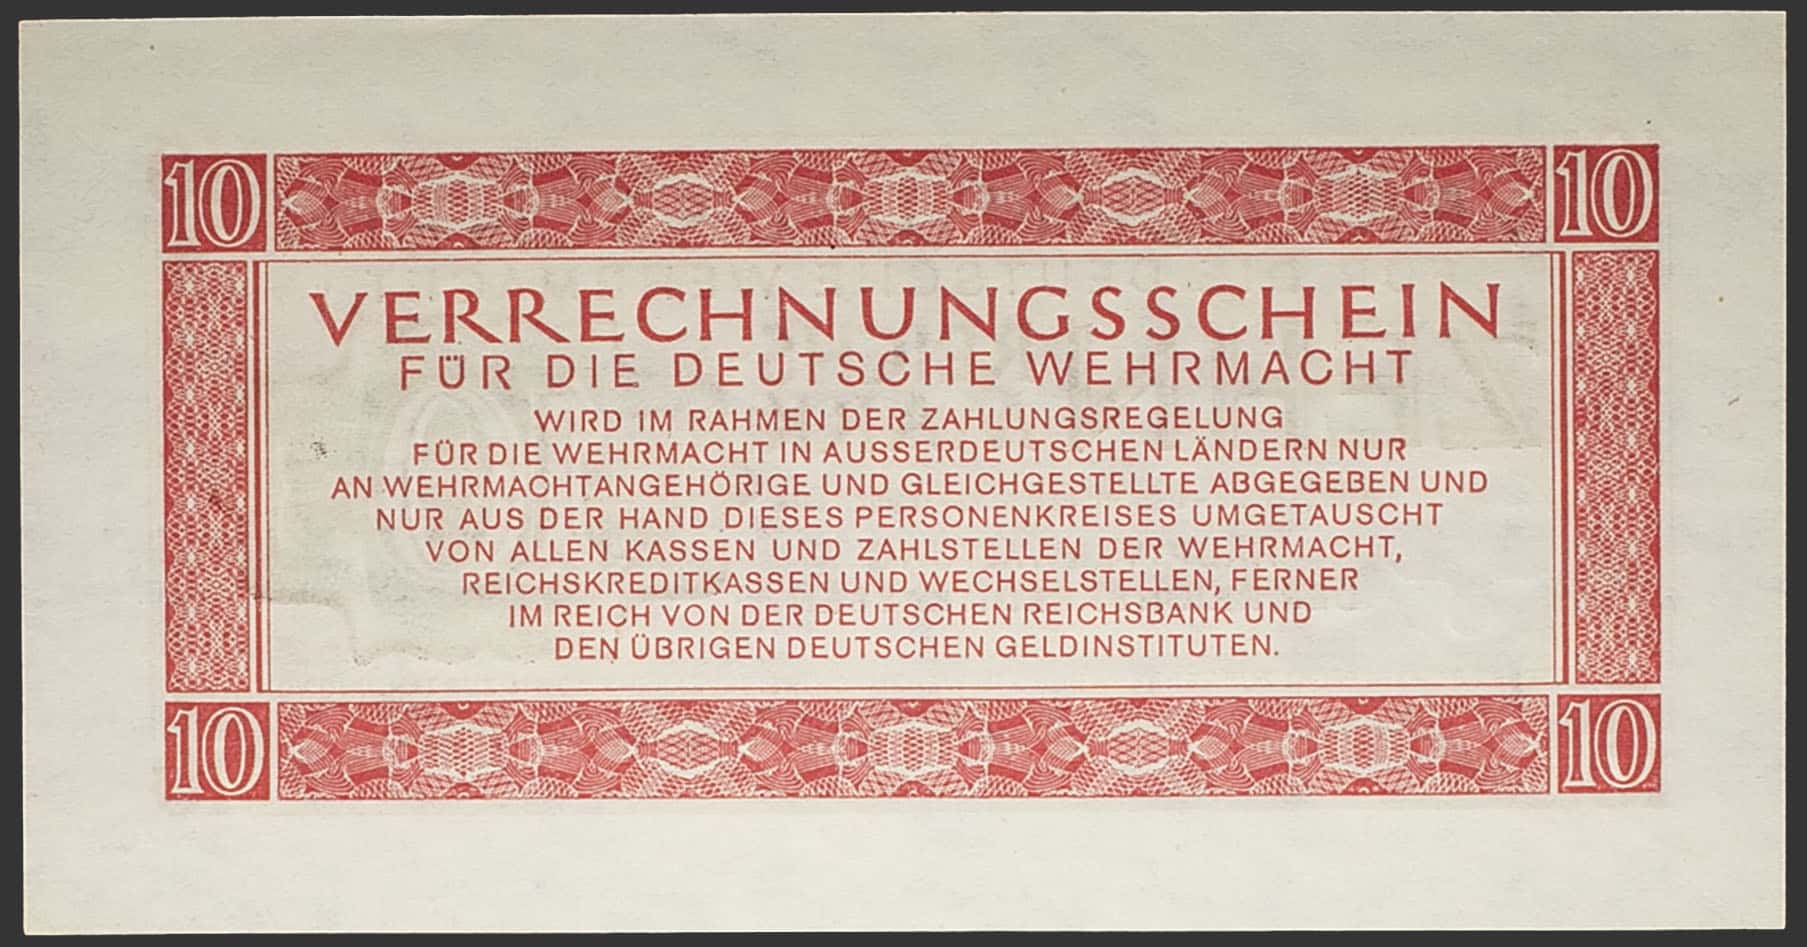 10 10
VERRECHNUNGSSCHEIN
FÜR DIE DEUTSCHE WEHRMACHT
WIRD IM RAHMEN DER ZAHLUNGSREGELUNG
FÜR DIE WEHRMACHT IN AUSSERDEUTSCHEN LÄNDERN NUR
AN WEHRMACHTANGEHÖRIGE UND GLEICHGESTELLTE ABGEGEBEN UND
NUR AUS DER HAND DIESES PERSONENKREISES UMGETAUSCHT
VON ALLEN KASSEN UND ZAHLSTELLEN DER WEHRMACHT,
REICHSKREDITKASSEN UND WECHSELSTELLEN, FERNER
IM REICH VON DER DEUTSCHEN REICHSBANK UND
DEN ÜBRIGEN DEUTSCHEN GELDINSTITUTEN.
10 10